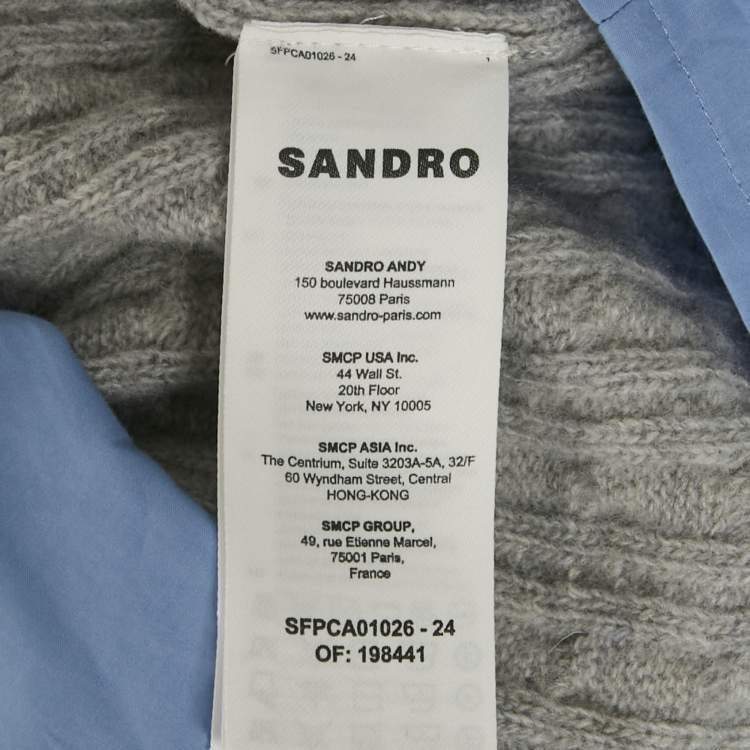 SFPCA01026 - 24
1
SANDRO
SANDRO ANDY
150 boulevard Haussmann
75008 Paris
www.sandro-paris.com
SMCP USA Inc.
44 Wall St.
20th Floor
New York, NY 10005
SMCP ASIA Inc.
The Centrium, Suite 3203A-5A, 32/F
60 Wyndham Street, Central
HONG-KONG
SMCP GROUP,
49, rue Etienne Marcel,
75001 Paris,
France
SFPCA01026 - 24
OF: 198441